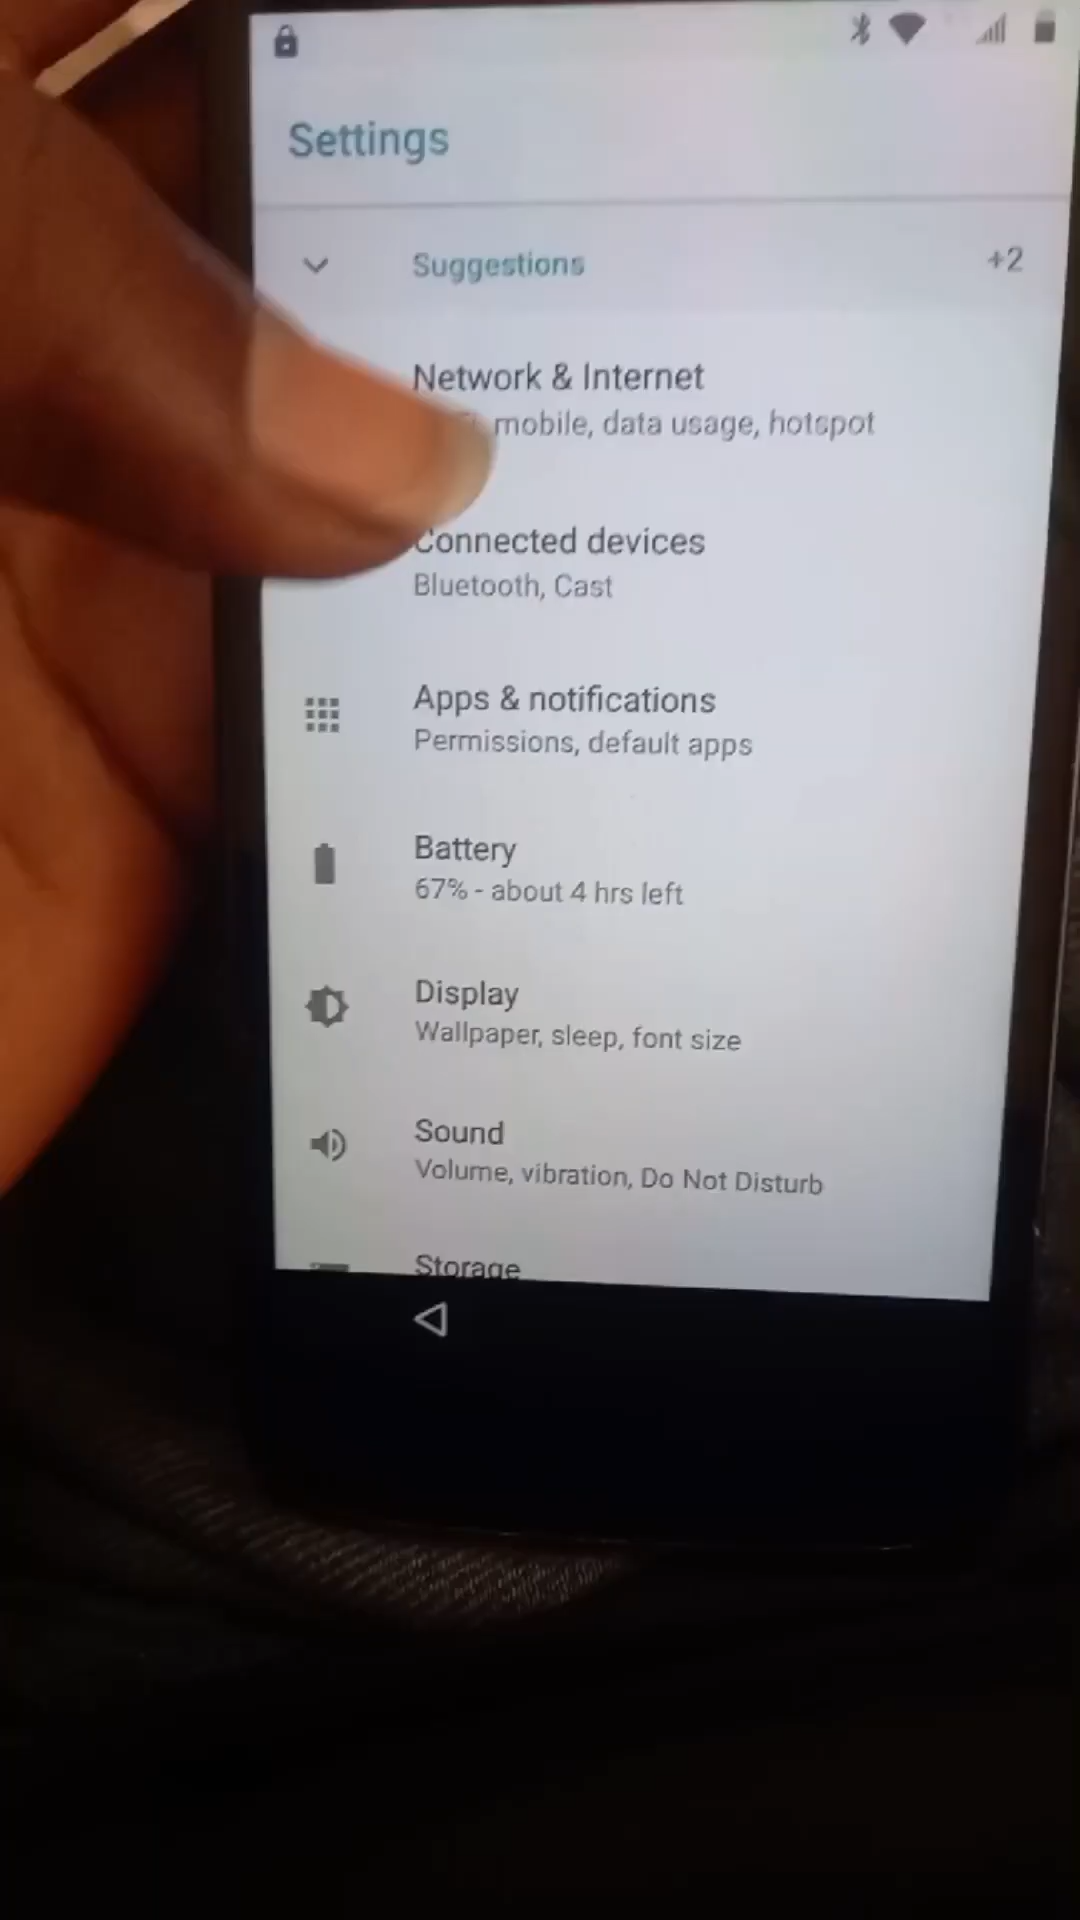 Settings
Suggestions +2
Network & Internet
mobile, data usage, hotspot
Connected devices
Bluetooth, Cast
Apps & notifications
Permissions, default apps
Battery
67% - about 4 hrs left
Display
Wallpaper, sleep, font size
Sound
Volume, vibration, Do Not Disturb
Storage